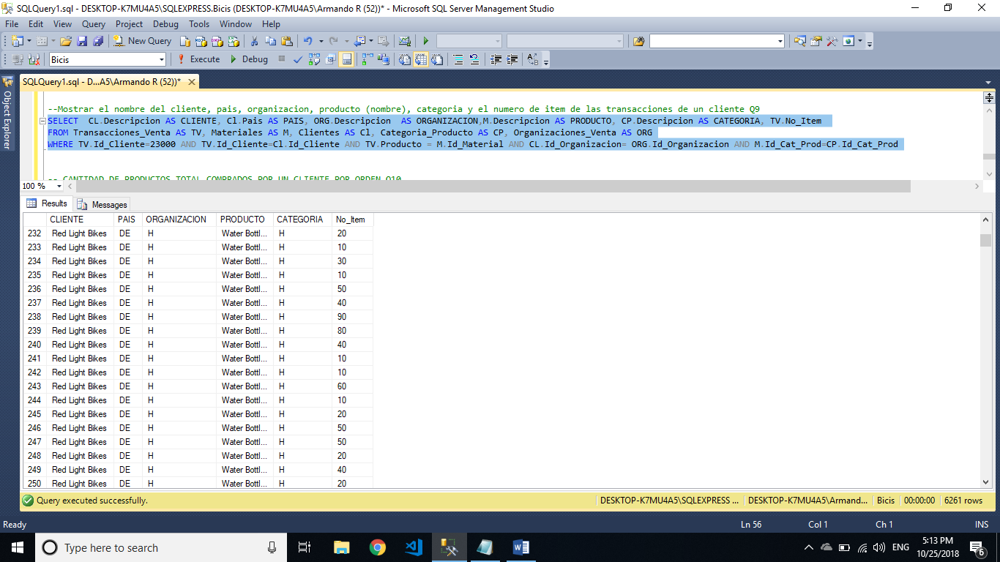 SQLQuery1.sql - DESKTOP-K7MU4A5\SQLEXPRESS.Bicis (DESKTOP-K7MU4A5\Armando R (52))* - Microsoft SQL Server Management Studio
File Edit View Query Project Debug Tools Window Help
New Query
Bicis Execute Debug
SQLQuery1.sql - D...A5\Armando R (52))*
Object Explorer
--Mostrar el nombre del cliente, pais, organizacion, producto (nombre), categoria y el numero de item de las transacciones de un cliente Q9
SELECT CL.Descripcion AS CLIENTE, Cl.Pais AS PAIS, ORG.Descripcion AS ORGANIZACION,M.Descripcion AS PRODUCTO, CP.Descripcion AS CATEGORIA, TV.No_Item
FROM Transacciones_Venta AS TV, Materiales AS M, Clientes AS Cl, Categoria_Producto AS CP, Organizaciones_Venta AS ORG
WHERE TV.Id_Cliente=23000 AND TV.Id_Cliente=Cl.Id_Cliente AND TV.Producto = M.Id_Material AND CL.Id_Organizacion= ORG.Id_Organizacion AND M.Id_Cat_Prod=CP.Id_Cat_Prod
-- CANTIDAD DE PRODUCTOS TOTAL COMPRADOS POR UN CLIENTE POR ORDEN Q10
100 %
Results Messages
CLIENTE PAIS ORGANIZACION PRODUCTO CATEGORIA No_Item
232 Red Light Bikes DE H Water Bottl... H 20
233 Red Light Bikes DE H Water Bottl... H 10
234 Red Light Bikes DE H Water Bottl... H 30
235 Red Light Bikes DE H Water Bottl... H 10
236 Red Light Bikes DE H Water Bottl... H 50
237 Red Light Bikes DE H Water Bottl... H 40
238 Red Light Bikes DE H Water Bottl... H 90
239 Red Light Bikes DE H Water Bottl... H 80
240 Red Light Bikes DE H Water Bottl... H 40
241 Red Light Bikes DE H Water Bottl... H 10
242 Red Light Bikes DE H Water Bottl... H 10
243 Red Light Bikes DE H Water Bottl... H 60
244 Red Light Bikes DE H Water Bottl... H 10
245 Red Light Bikes DE H Water Bottl... H 20
246 Red Light Bikes DE H Water Bottl... H 50
247 Red Light Bikes DE H Water Bottl... H 50
248 Red Light Bikes DE H Water Bottl... H 20
249 Red Light Bikes DE H Water Bottl... H 40
250 Red Light Bikes DE H Water Bottl... H 20
Query executed successfully. DESKTOP-K7MU4A5\SQLEXPRESS ... DESKTOP-K7MU4A5\Armand... Bicis 00:00:00 6261 rows
Ready Ln 56 Col 1 Ch 1 INS
Type here to search ENG 5:13 PM
10/25/2018 6